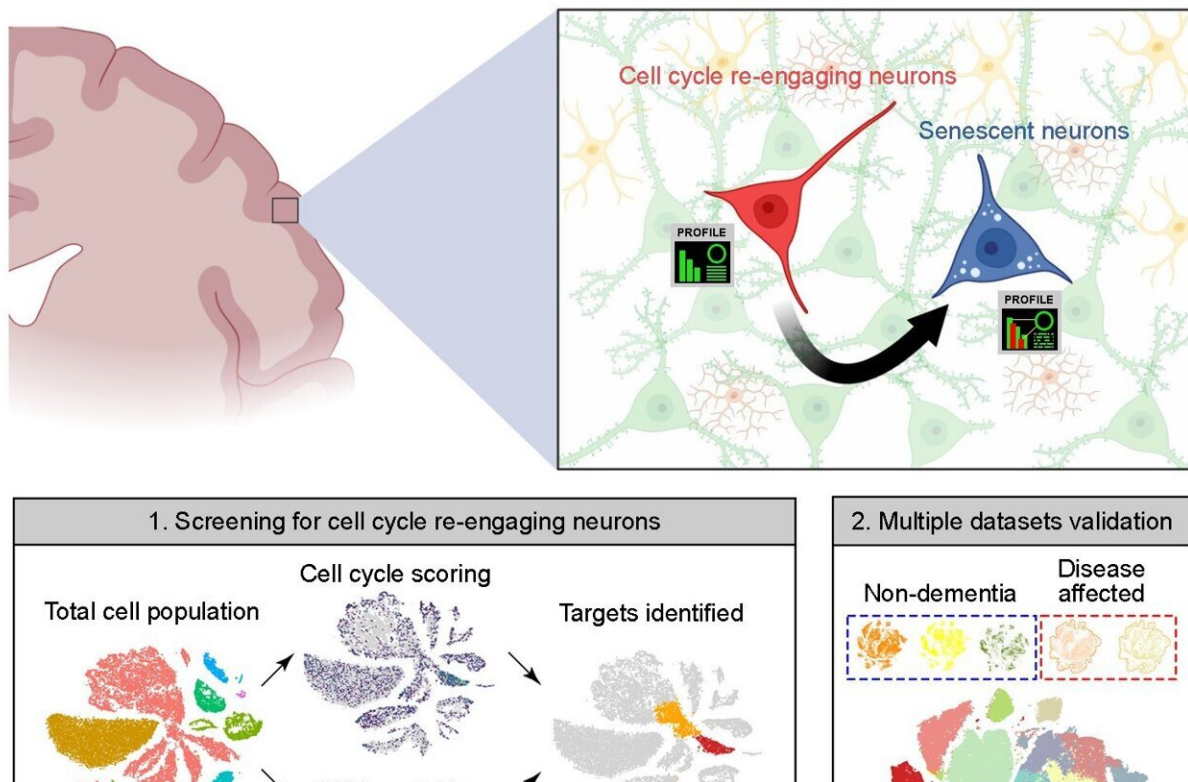 Cell cycle re-engaging neurons
Senescent neurons
PROFILE
PROFILE
1. Screening for cell cycle re-engaging neurons
Cell cycle scoring
Total cell population
Targets identified
2. Multiple datasets validation
Non-dementia
Disease
affected